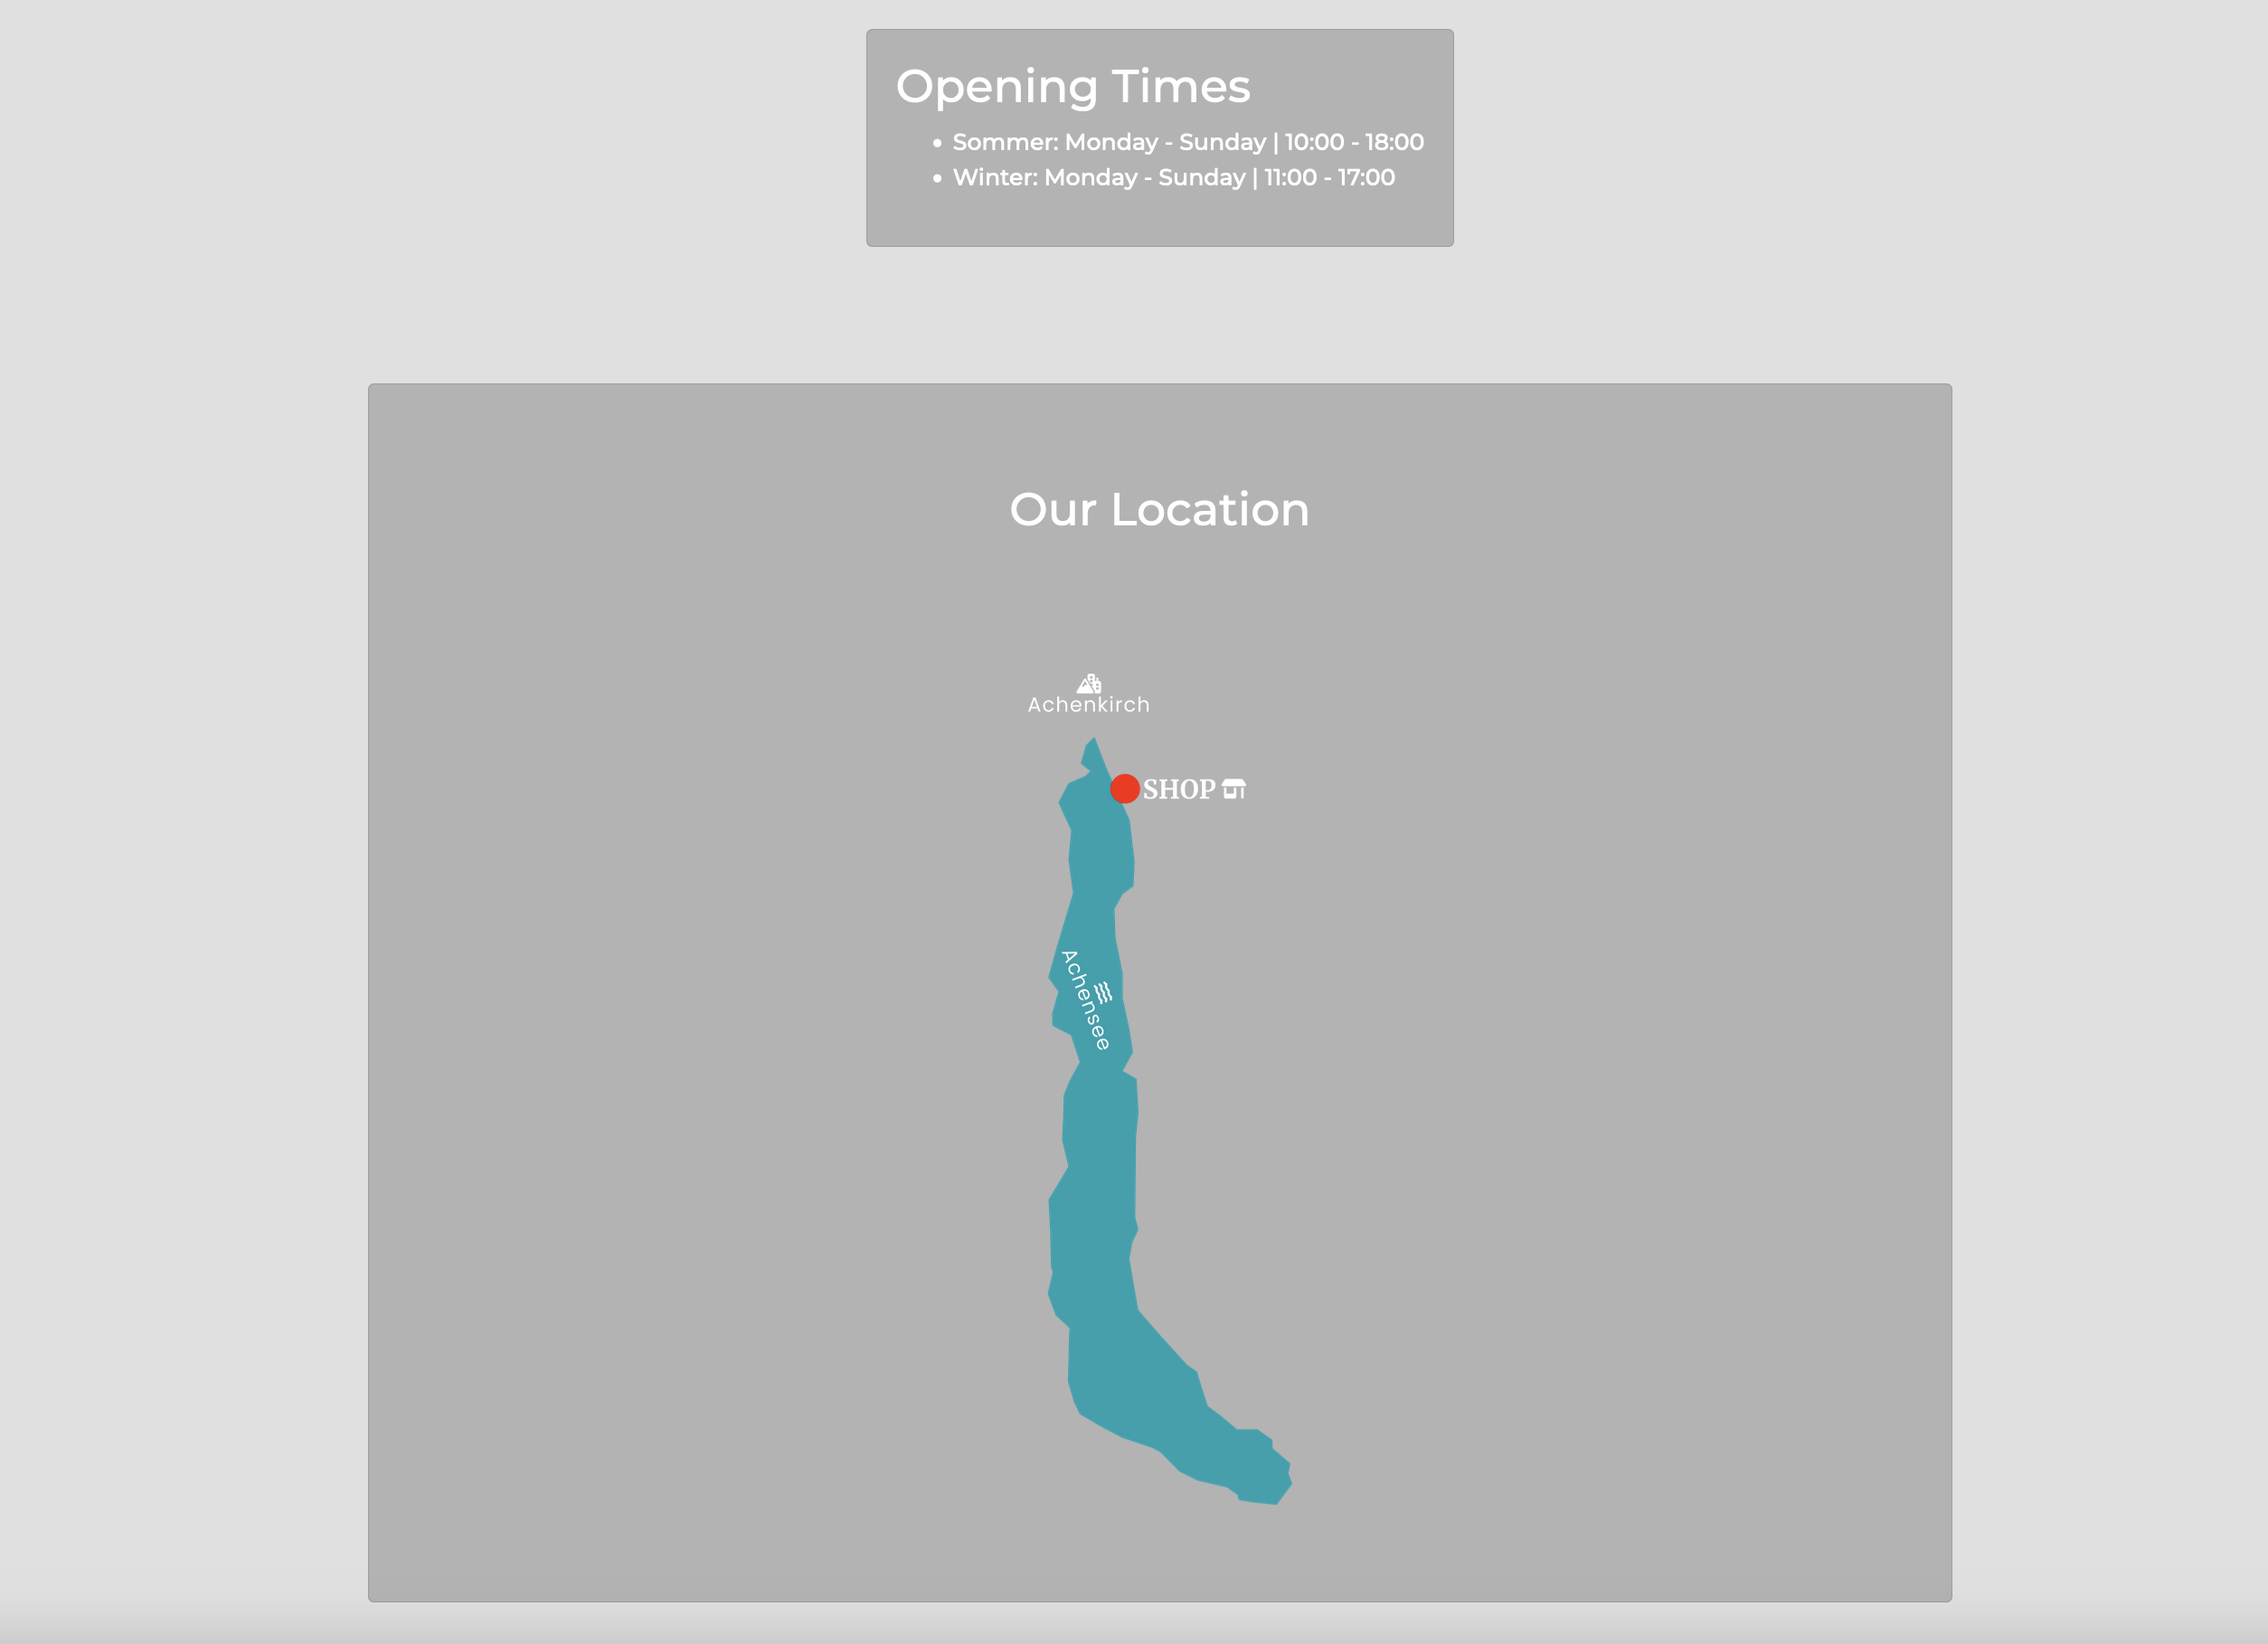 Opening Times
• Sommer: Monday - Sunday | 10:00 - 18:00
• Winter: Monday - Sunday | 11:00 - 17:00
Our Location
Achenkirch
SHOP
Achensee